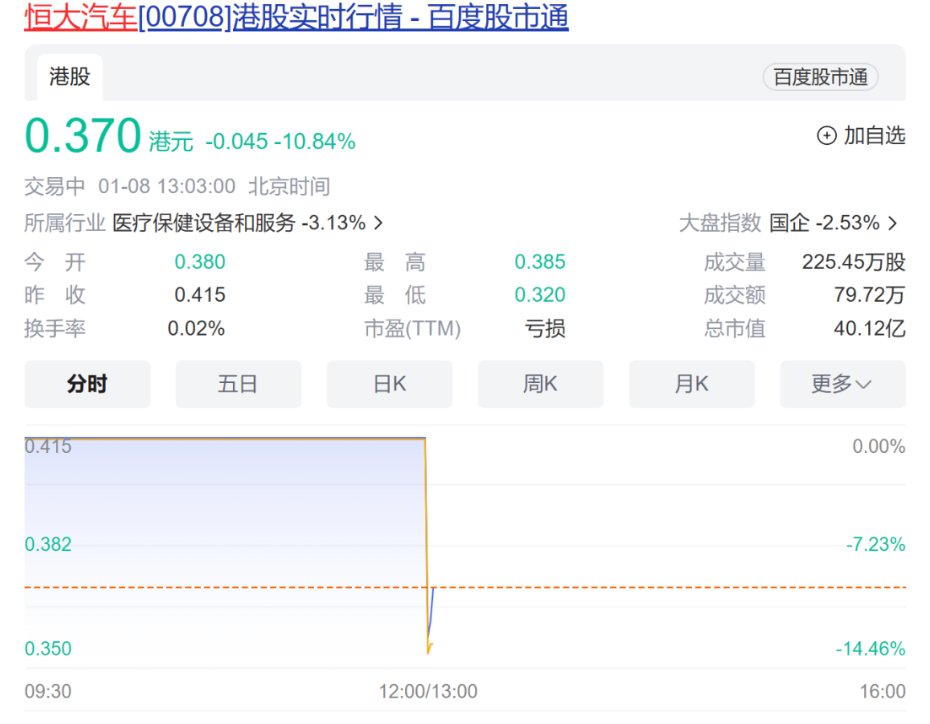 恒大汽车[00708]港股实时行情 - 百度股市通
港股 百度股市通
0.370 港元 -0.045 -10.84% 加自选
交易中 01-08 13:03:00 北京时间
所属行业 医疗保健设备和服务 -3.13% 大盘指数 国企 -2.53%
今 开 0.380 最 高 0.385 成交量 225.45万股
昨 收 0.415 最 低 0.320 成交额 79.72万
换手率 0.02% 市盈(TTM) 亏损 总市值 40.12亿
分时 五日 日K 周K 月K 更多
0.415 0.00%
0.382 -7.23%
0.350 -14.46%
09:30 12:00/13:00 16:00